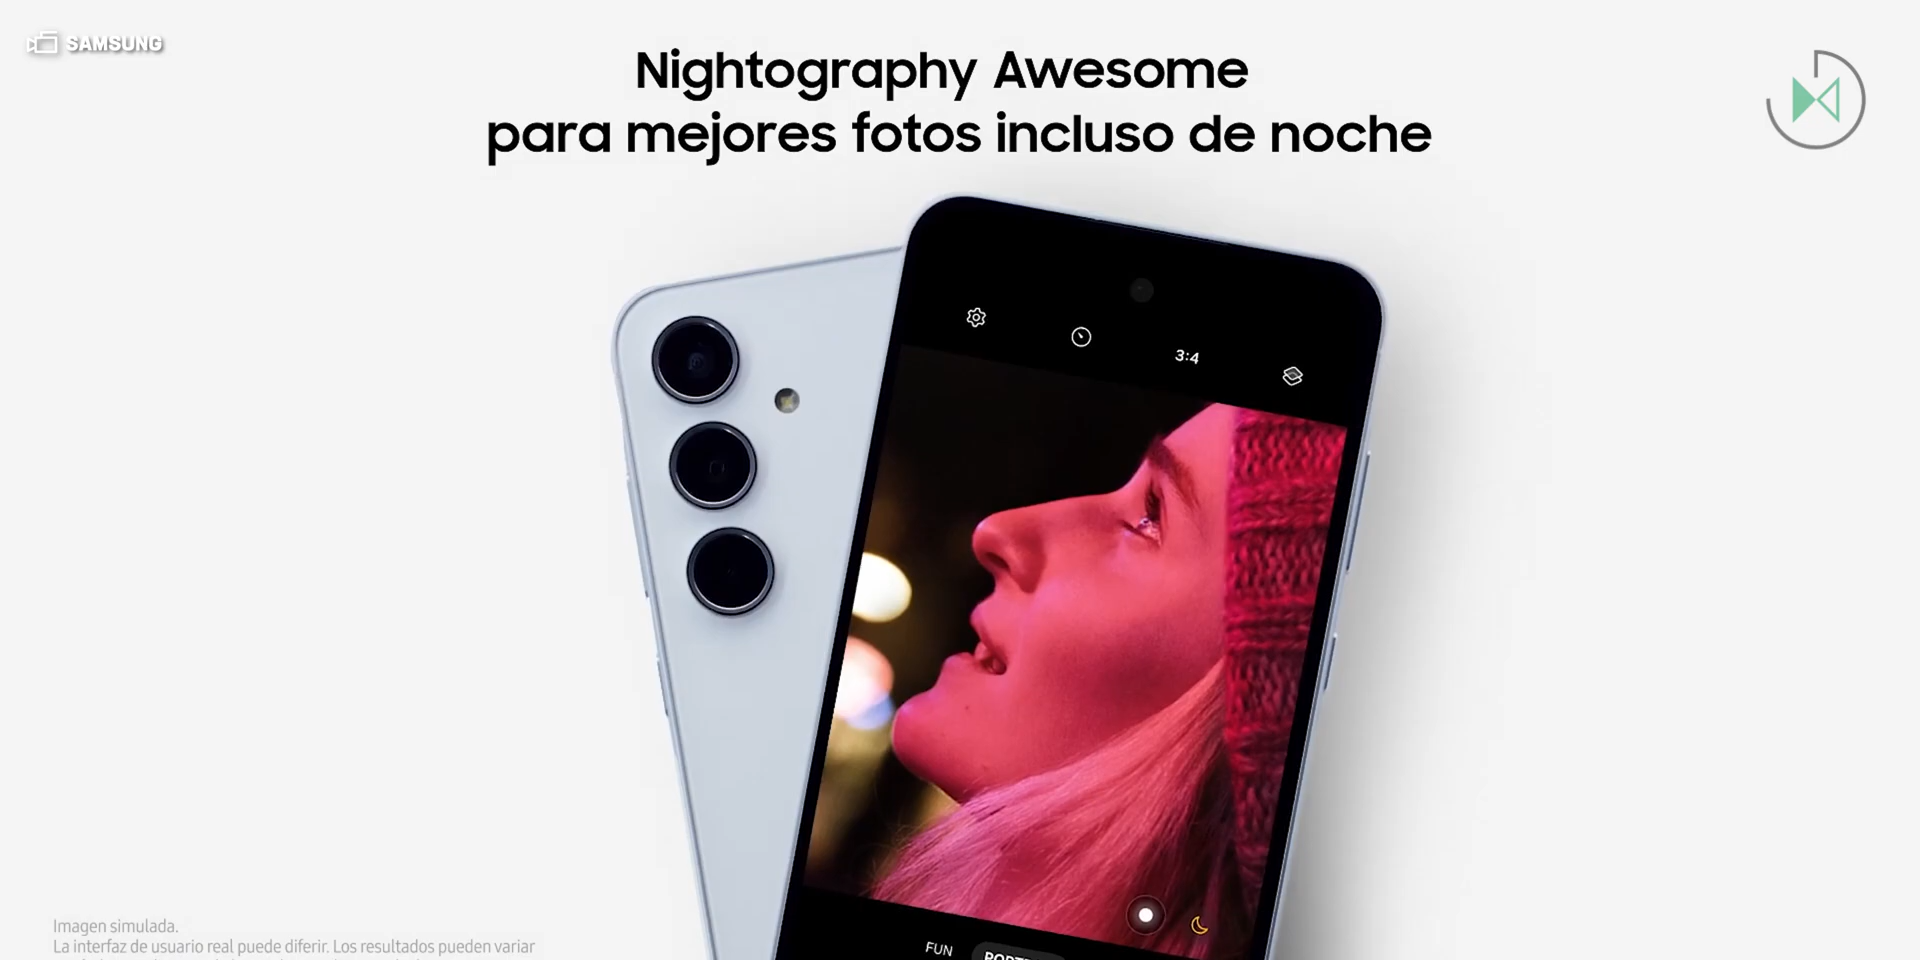 SAMSUNG
Nightography Awesome
para mejores fotos incluso de noche
3:4
FUN
Imagen simulada.
La interfaz de usuario real puede diferir. Los resultados pueden variar